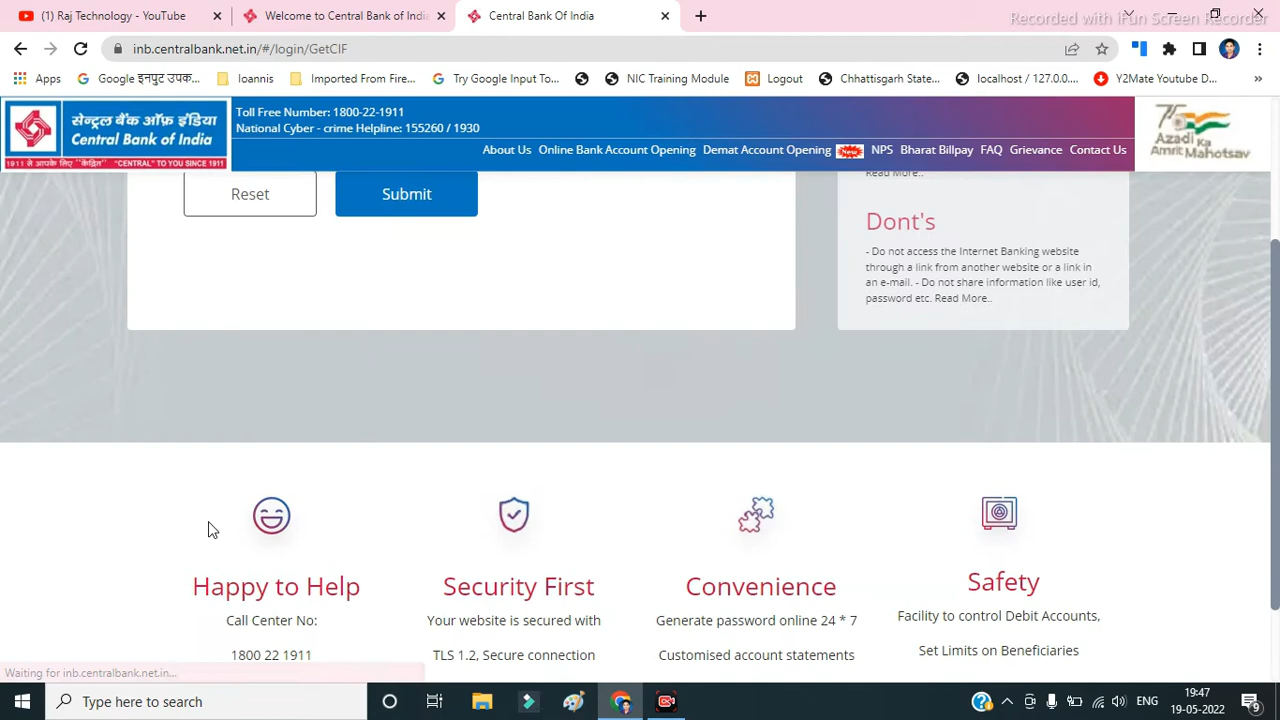 (1) Raj Technology - YouTube
Welcome to Central Bank of Indi
Central Bank Of India
Recorded with iFun Screen Recorder
inb.centralbank.net.in/#/login/GetCIF
Apps
Google इनपुट उपक...
Ioannis
Imported From Fire...
Try Google Input To...
NIC Training Module
Logout
Chhattisgarh State...
localhost / 127.0.0....
Y2Mate Youtube D...
सेन्ट्रल बैंक ऑफ़ इंडिया
Central Bank of India
1911 से आपके लिए "केंद्रित" "CENTRAL" TO YOU SINCE 1911
Toll Free Number: 1800-22-1911
National Cyber - crime Helpline: 155260 / 1930
About Us Online Bank Account Opening Demat Account Opening New NPS Bharat Billpay FAQ Grievance Contact Us
75
Azadi Ka
Amrit Mahotsav
Reset
Submit
Read More..
Dont's
- Do not access the Internet Banking website
through a link from another website or a link in
an e-mail. - Do not share information like user id,
password etc. Read More..
Happy to Help
Call Center No:
1800 22 1911
Security First
Your website is secured with
TLS 1.2, Secure connection
Convenience
Generate password online 24 * 7
Customised account statements
Safety
Facility to control Debit Accounts,
Set Limits on Beneficiaries
Waiting for inb.centralbank.net.in...
Type here to search
ENG
19:47
19-05-2022
9